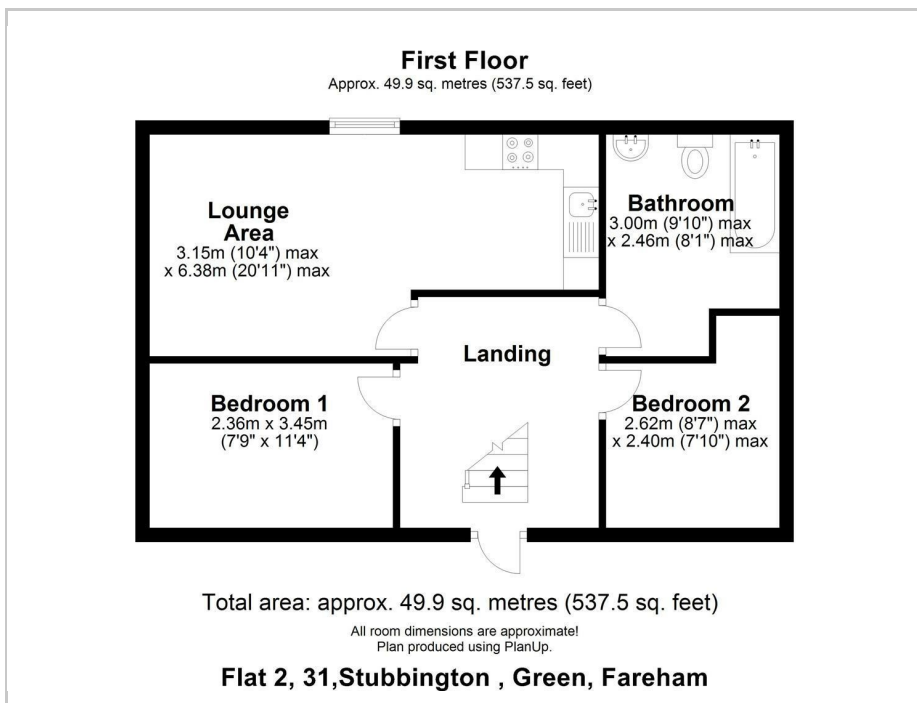 First Floor
Approx. 49.9 sq. metres (537.5 sq. feet)
Lounge
Area
3.15m (10'4") max
x 6.38m (20'11") max
Bathroom
3.00m (9'10") max
x 2.46m (8'1") max
Landing
Bedroom 1
2.36m x 3.45m
(7'9" x 11'4")
Bedroom 2
2.62m (8'7") max
x 2.40m (7'10") max
Total area: approx. 49.9 sq. metres (537.5 sq. feet)
All room dimensions are approximate!
Plan produced using PlanUp.
Flat 2, 31,Stubbington , Green, Fareham